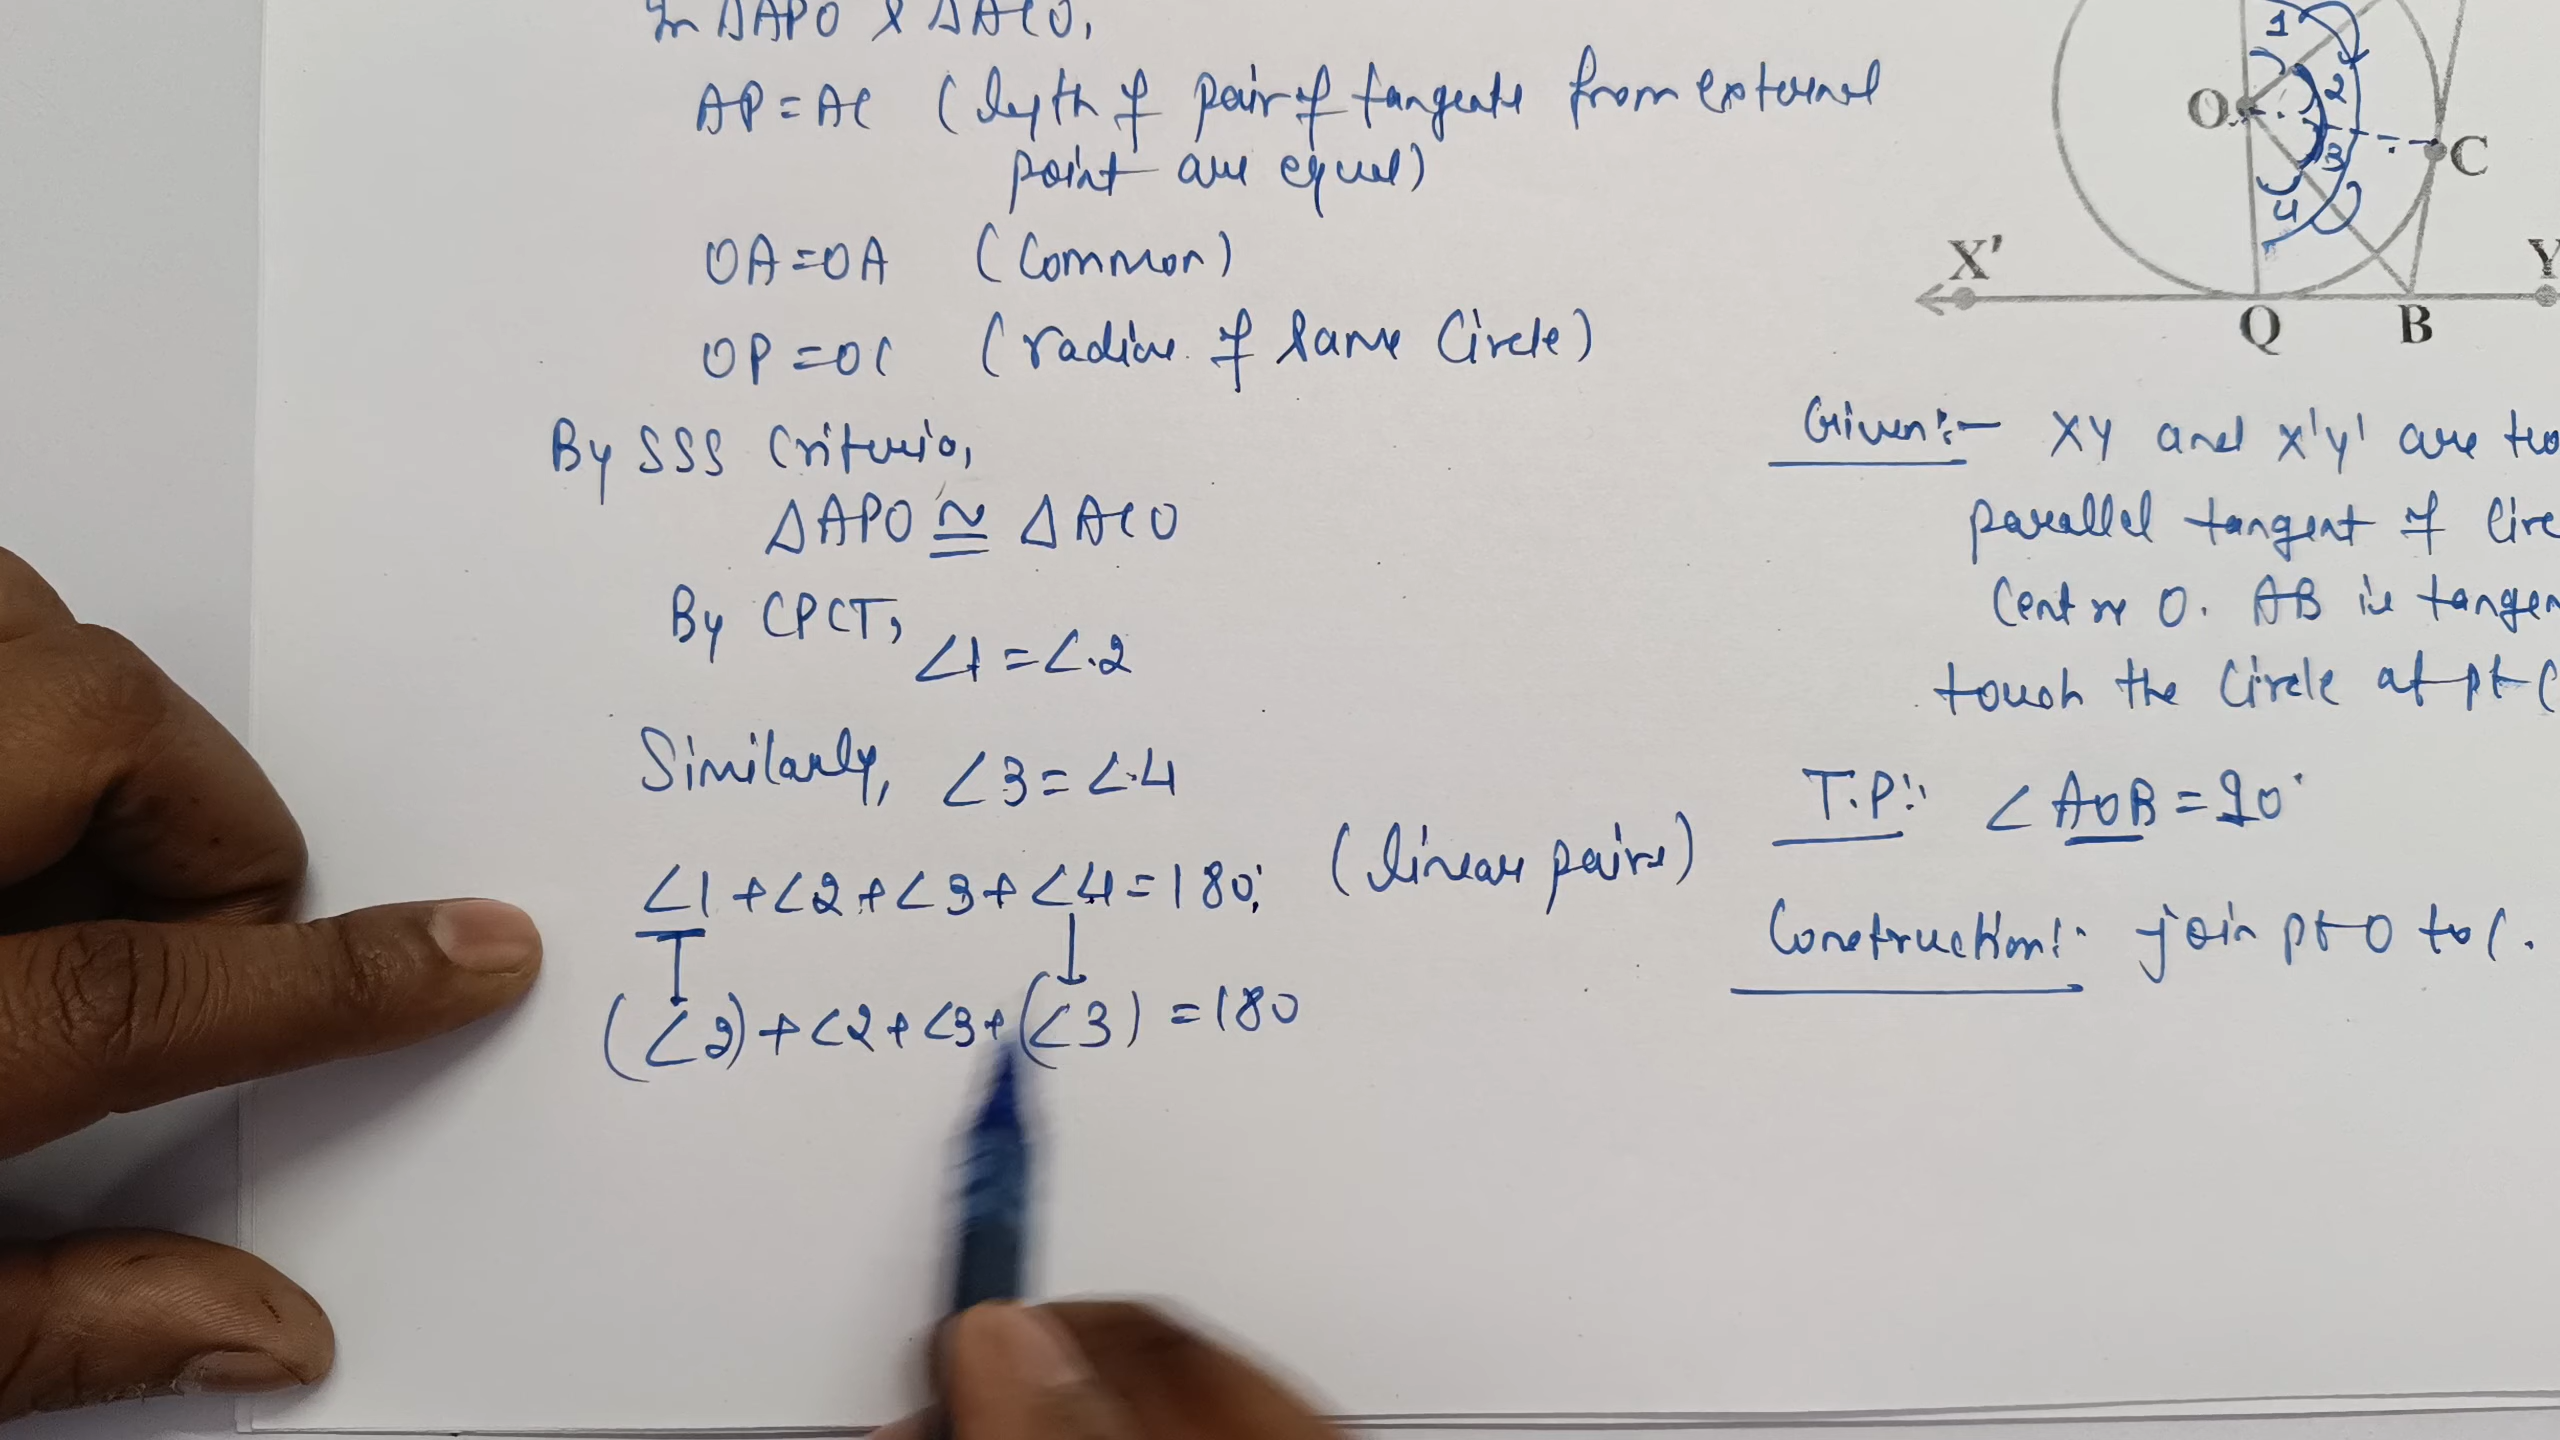 In ΔAPO & ΔACO,
AP = AC (length of pair of tangents from external
point are equal)
OA = OA (Common)
OP = OC (radius of same Circle)
By SSS Criteria,
ΔAPO ≅ ΔACO
By CPCT, ∠1 = ∠2
Similarly, ∠3 = ∠4
∠1 + ∠2 + ∠3 + ∠4 = 180° (linear pairs)
(∠2) + ∠2 + ∠3 + (∠3) = 180
1
2
O
3
C
4
X' Y
Q B
Given:- XY and X'Y' are two
parallel tangent of Circ
Centre O. AB is tangen
touch the Circle at pt C
T.P:- ∠AOB = 90°
Construction:- join pt O to C.